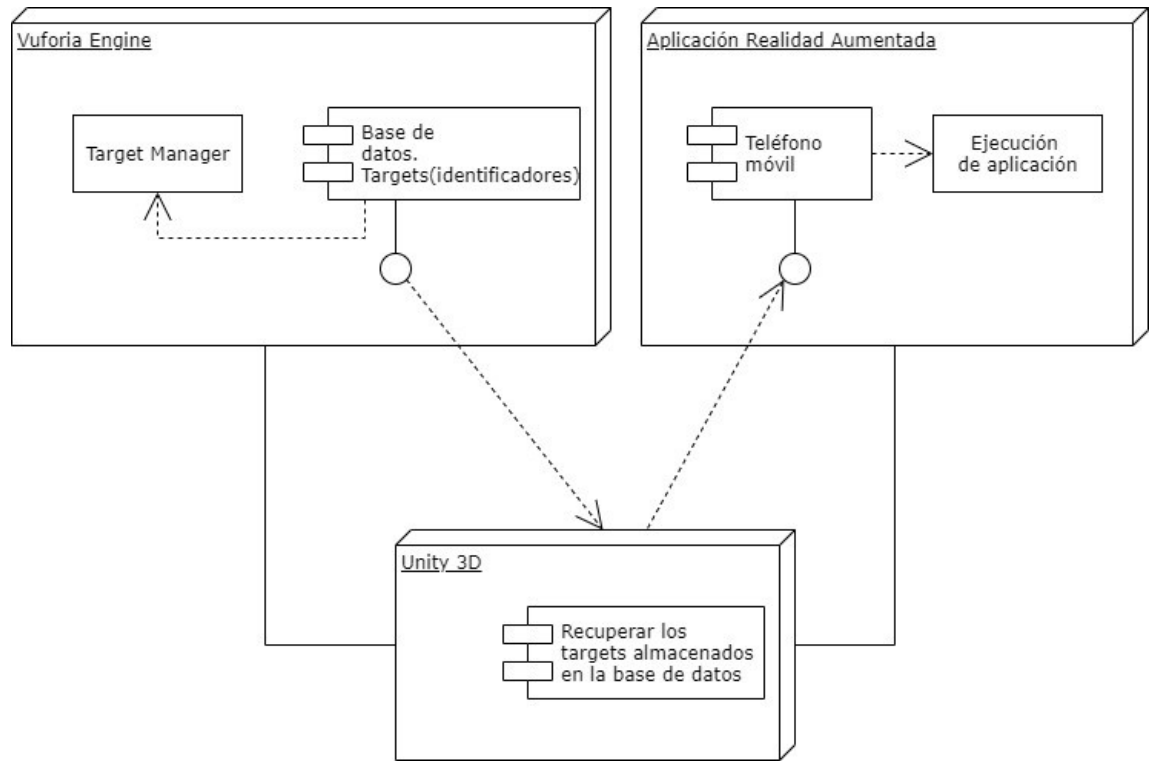 Vuforia Engine
Target Manager
Base de
datos.
Targets(identificadores)
Aplicación Realidad Aumentada
Teléfono
móvil
Ejecución
de aplicación
Unity 3D
Recuperar los
targets almacenados
en la base de datos